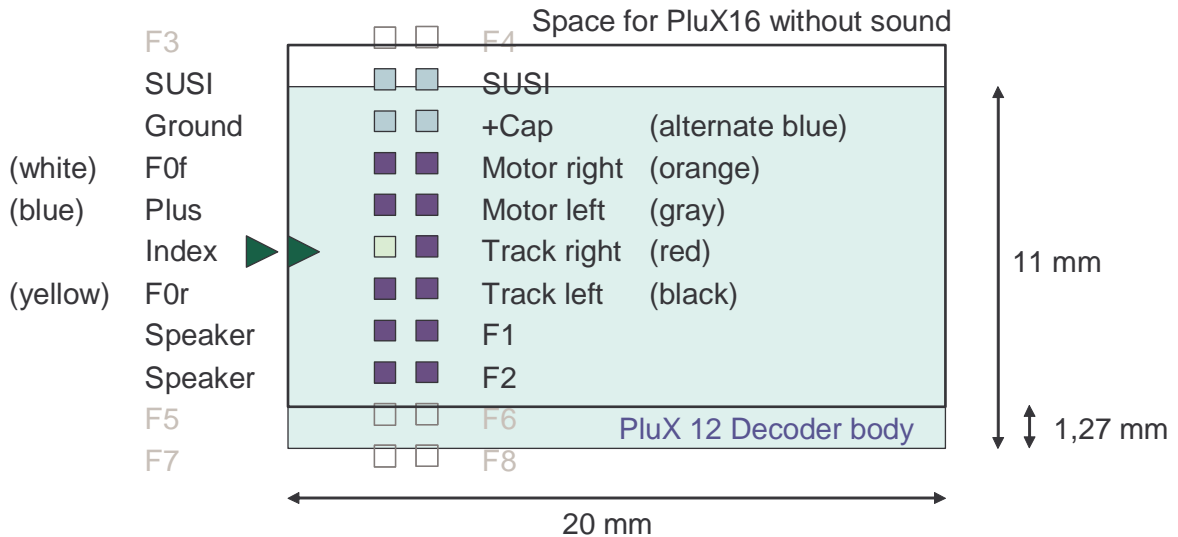 Space for PluX16 without sound
F3 F4
SUSI SUSI
Ground +Cap (alternate blue)
(white) F0f Motor right (orange)
(blue) Plus Motor left (gray)
Index Track right (red)
11 mm
(yellow) F0r Track left (black)
Speaker F1
Speaker F2
F5 F6
PluX 12 Decoder body
1,27 mm
F7 F8
20 mm